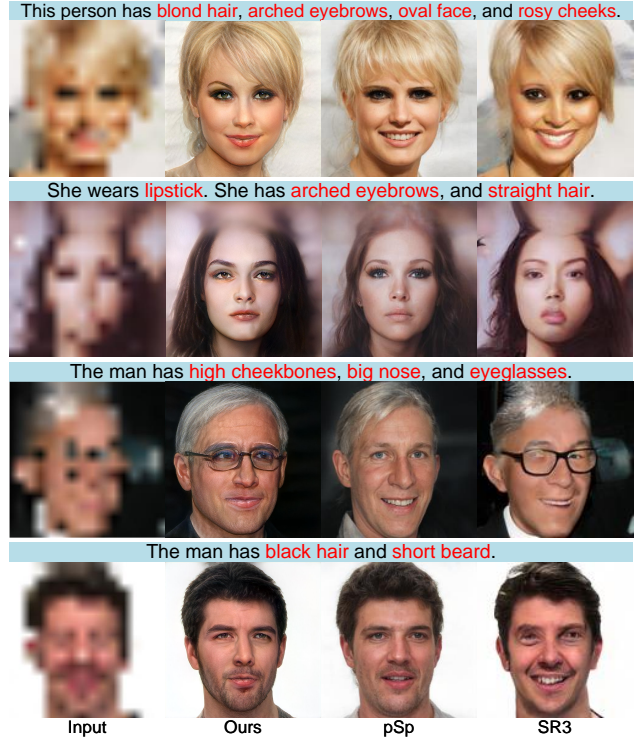 This person has blond hair, arched eyebrows, oval face, and rosy cheeks.
She wears lipstick. She has arched eyebrows, and straight hair.
The man has high cheekbones, big nose, and eyeglasses.
The man has black hair and short beard.
Input Ours pSp SR3